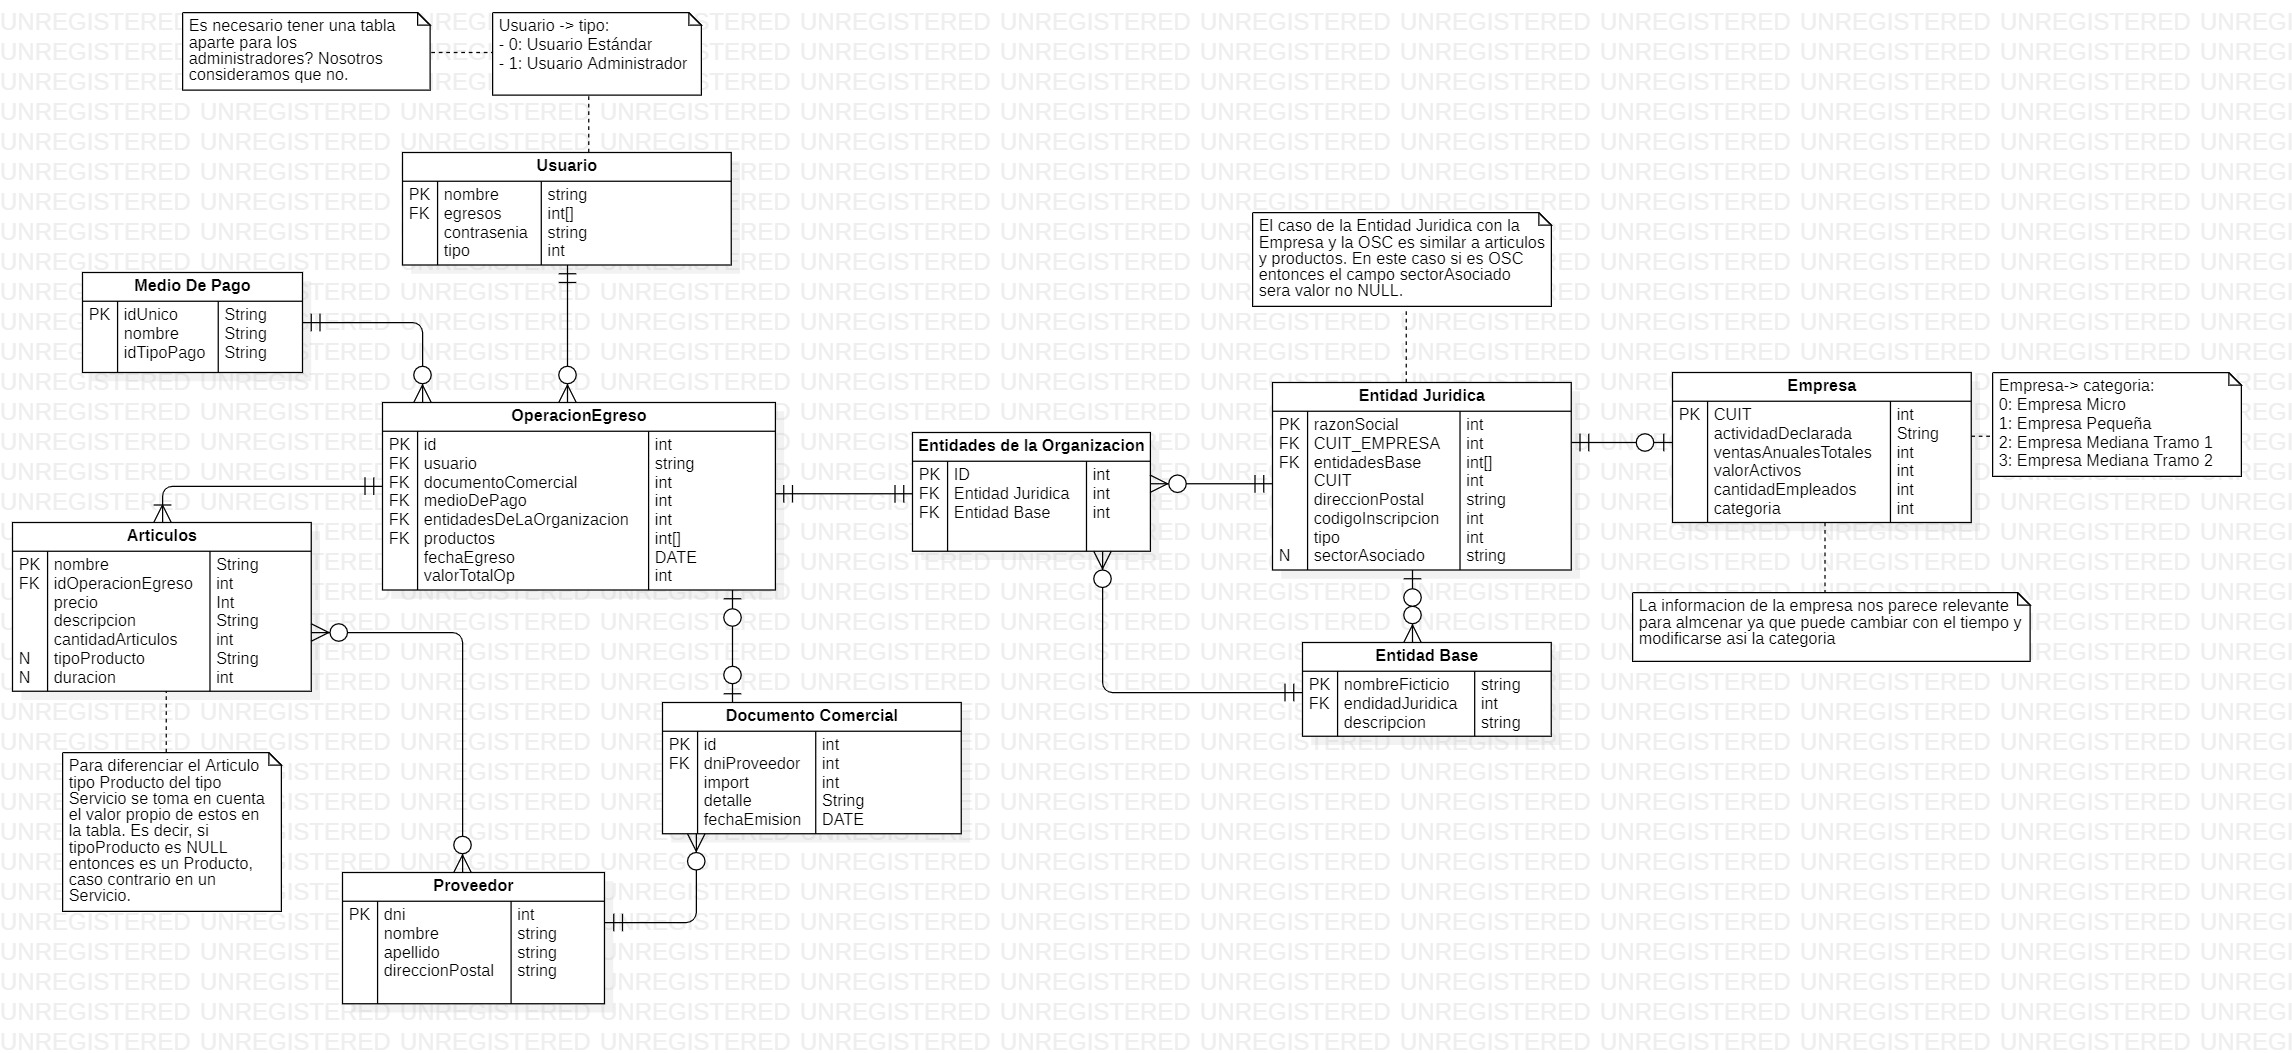 Es necesario tener una tabla
aparte para los
administradores? Nosotros
consideramos que no.
Usuario -> tipo:
- 0: Usuario Estándar
- 1: Usuario Administrador
Usuario
PK nombre string
FK egresos int[]
contrasenia string
tipo int
Medio De Pago
PK idUnico String
nombre String
idTipoPago String
OperacionEgreso
PK id int
FK usuario string
FK documentoComercial int
FK medioDePago int
FK entidadesDeLaOrganizacion int
FK productos int[]
fechaEgreso DATE
valorTotalOp int
Entidades de la Organizacion
PK ID int
FK Entidad Juridica int
FK Entidad Base int
El caso de la Entidad Juridica con la
Empresa y la OSC es similar a articulos
y productos. En este caso si es OSC
entonces el campo sectorAsociado
sera valor no NULL.
Entidad Juridica
PK razonSocial int
FK CUIT_EMPRESA int
FK entidadesBase int[]
CUIT int
direccionPostal string
codigoInscripcion int
tipo int
N sectorAsociado string
Empresa
PK CUIT int
actividadDeclarada String
ventasAnualesTotales int
valorActivos int
cantidadEmpleados int
categoria int
Empresa-> categoria:
0: Empresa Micro
1: Empresa Pequeña
2: Empresa Mediana Tramo 1
3: Empresa Mediana Tramo 2
La informacion de la empresa nos parece relevante
para almcenar ya que puede cambiar con el tiempo y
modificarse asi la categoria
Articulos
PK nombre String
FK idOperacionEgreso int
precio Int
descripcion String
cantidadArticulos int
N tipoProducto String
N duracion int
Entidad Base
PK nombreFicticio string
FK endidadJuridica int
descripcion string
Documento Comercial
PK id int
FK dniProveedor int
import int
detalle String
fechaEmision DATE
Para diferenciar el Articulo
tipo Producto del tipo
Servicio se toma en cuenta
el valor propio de estos en
la tabla. Es decir, si
tipoProducto es NULL
entonces es un Producto,
caso contrario en un
Servicio.
Proveedor
PK dni int
nombre string
apellido string
direccionPostal string
UNREGISTERED